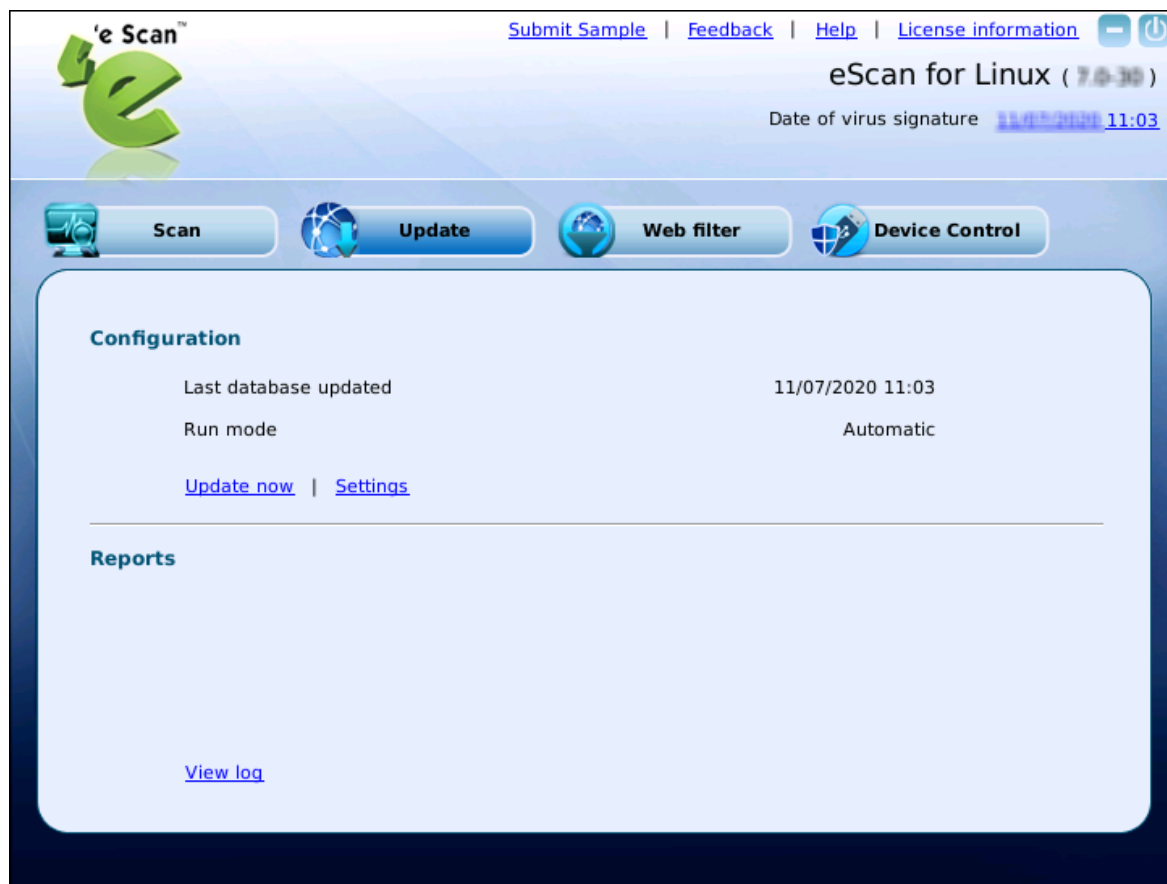 'e Scan™
Submit Sample | Feedback | Help | License information
eScan for Linux ( )
Date of virus signature 11:03
Scan
Update
Web filter
Device Control
Configuration
Last database updated 11/07/2020 11:03
Run mode Automatic
Update now | Settings
Reports
View log